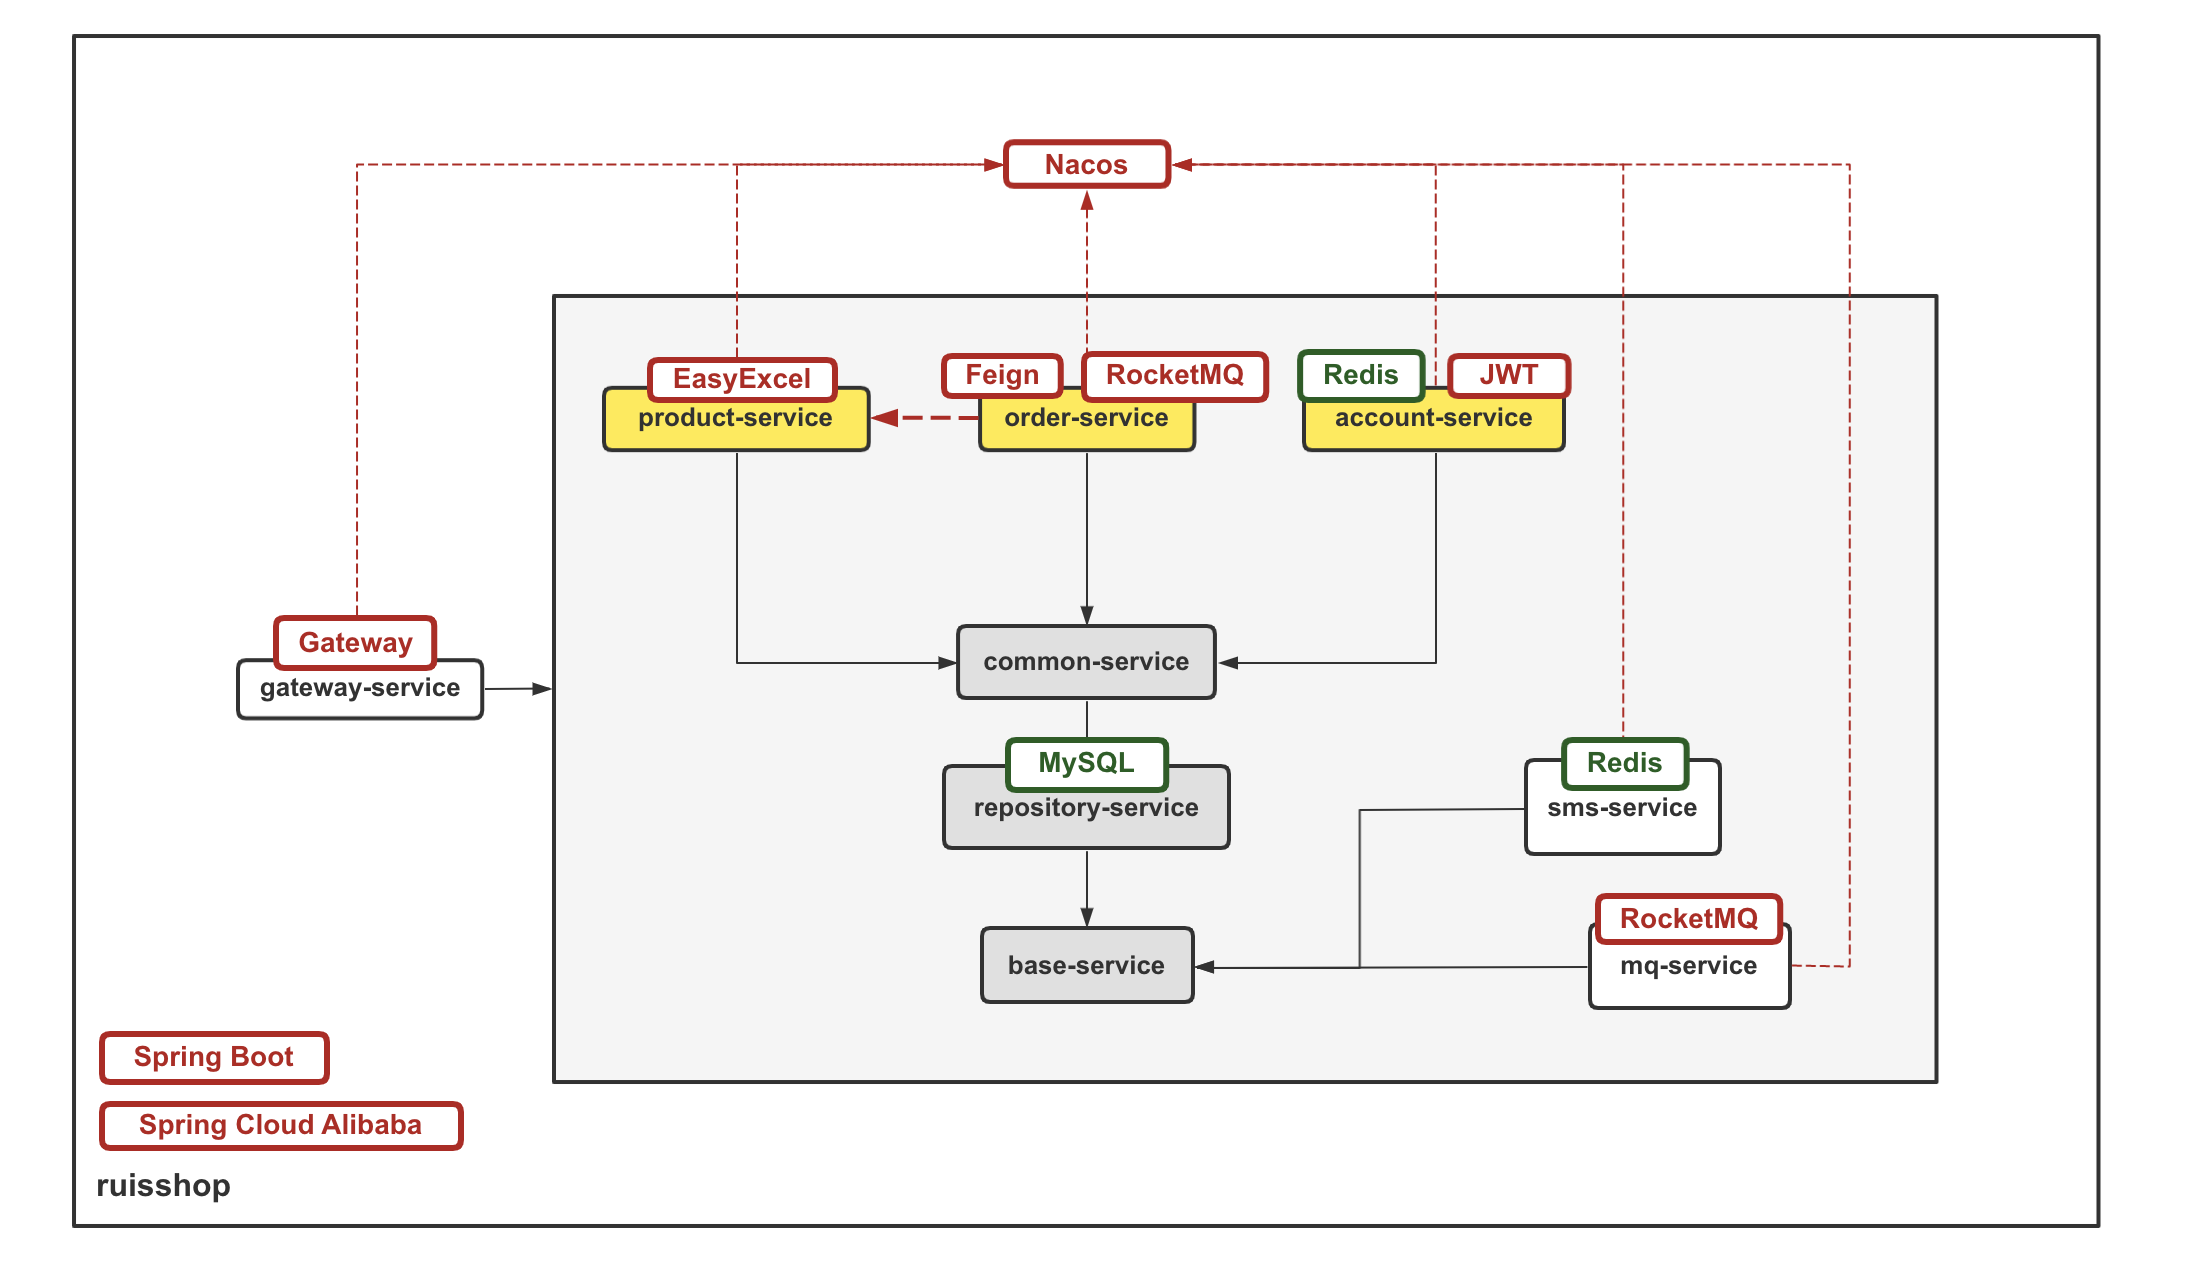 Nacos
EasyExcel
product-service
Feign
RocketMQ
order-service
Redis
JWT
account-service
Gateway
gateway-service
common-service
MySQL
repository-service
Redis
sms-service
RocketMQ
mq-service
base-service
Spring Boot
Spring Cloud Alibaba
ruisshop